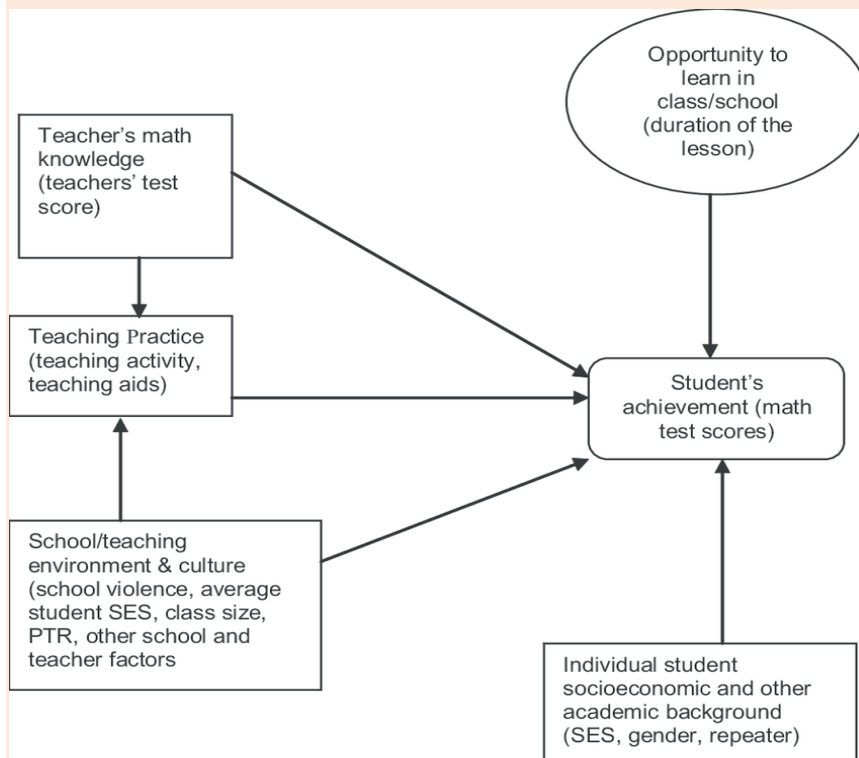 Opportunity to
learn in
class/school
(duration of the
lesson)
Teacher's math
knowledge
(teachers' test
score)
Teaching Practice
(teaching activity,
teaching aids)
Student's
achievement (math
test scores)
School/teaching
environment & culture
(school violence, average
student SES, class size,
PTR, other school and
teacher factors
Individual student
socioeconomic and other
academic background
(SES, gender, repeater)